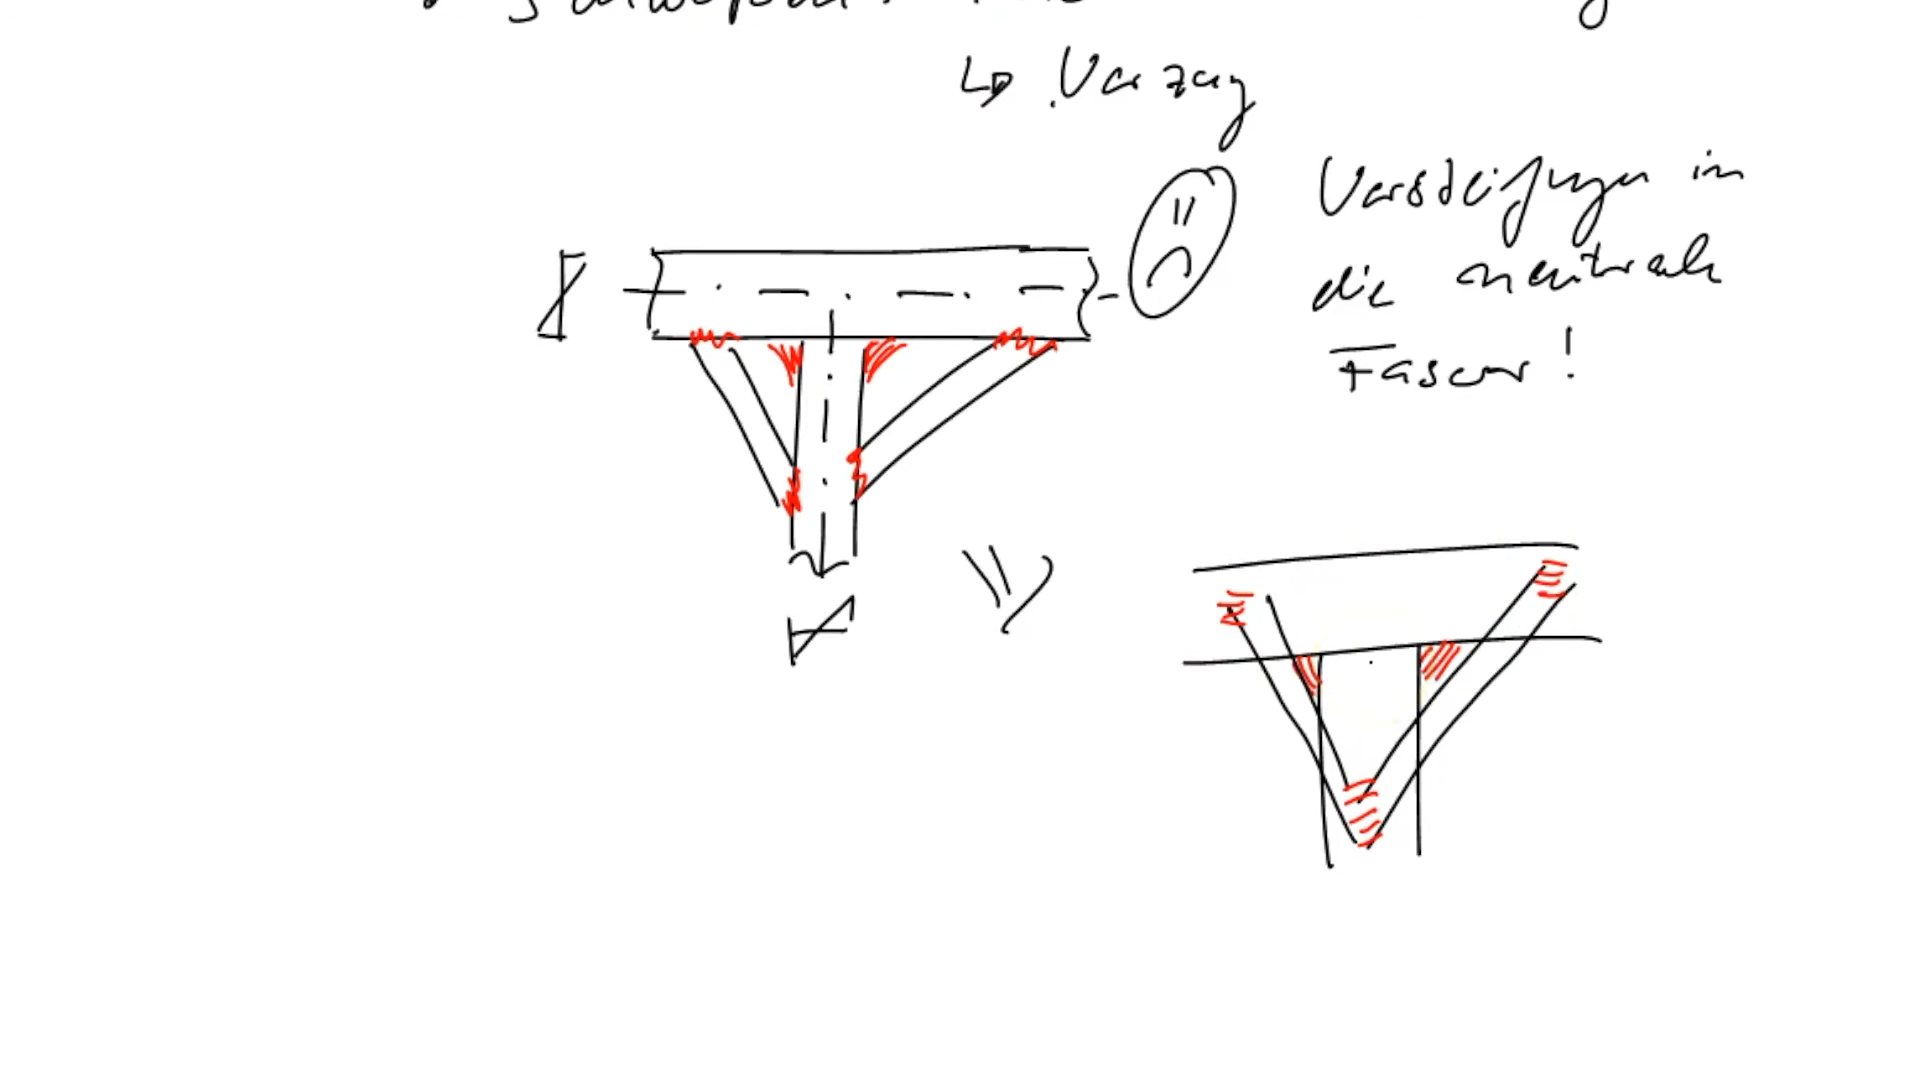 ↳ Verzug
Versteifungen in
die neutrale
Faser!